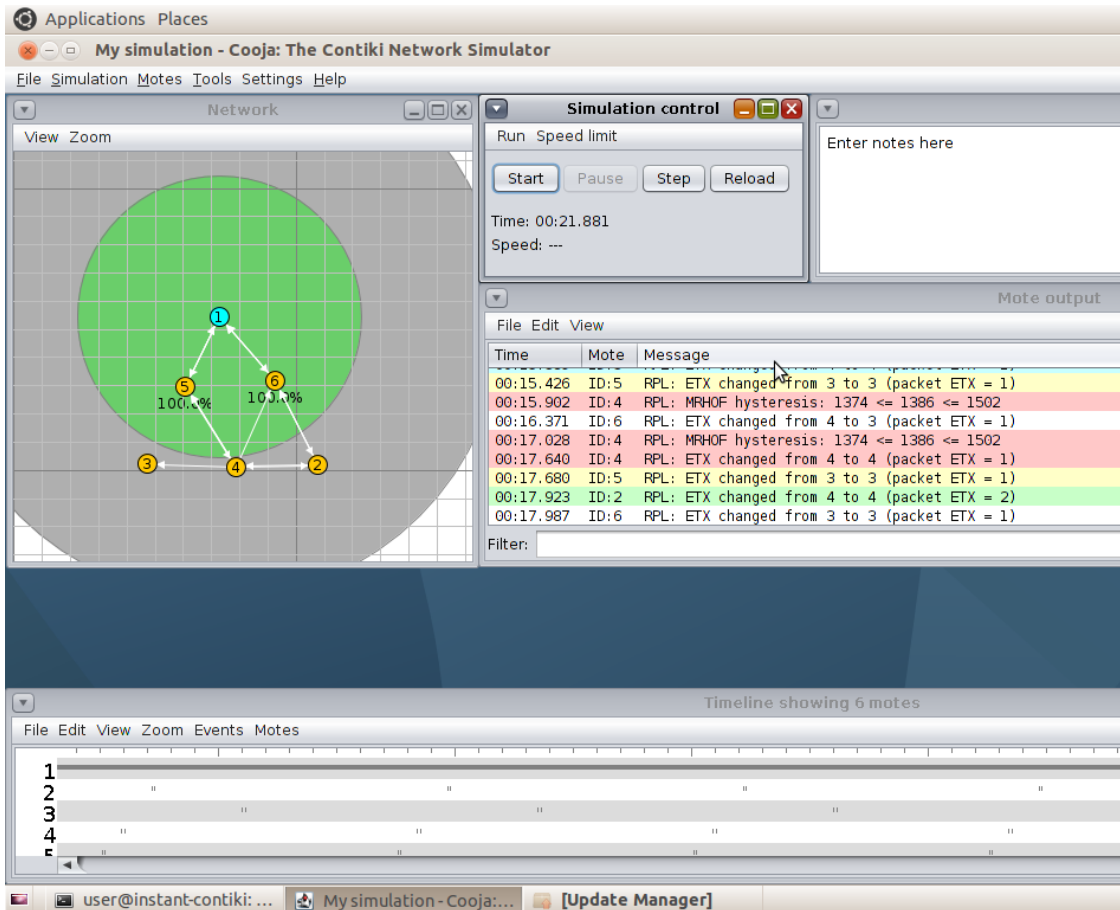 Applications Places
My simulation - Cooja: The Contiki Network Simulator
File Simulation Motes Tools Settings Help
Network
View Zoom
1
5
6
100.0%
3
4
2
Simulation control
Run Speed limit
Start Pause Step Reload
Time: 00:21.881
Speed: ---
Enter notes here
Mote output
File Edit View
Time Mote Message
00:15.426 ID:5 RPL: ETX changed from 3 to 3 (packet ETX = 1)
00:15.902 ID:4 RPL: MRHOF hysteresis: 1374 <= 1386 <= 1502
00:16.371 ID:6 RPL: ETX changed from 4 to 3 (packet ETX = 1)
00:17.028 ID:4 RPL: MRHOF hysteresis: 1374 <= 1386 <= 1502
00:17.640 ID:4 RPL: ETX changed from 4 to 4 (packet ETX = 1)
00:17.680 ID:5 RPL: ETX changed from 3 to 3 (packet ETX = 1)
00:17.923 ID:2 RPL: ETX changed from 4 to 4 (packet ETX = 2)
00:17.987 ID:6 RPL: ETX changed from 3 to 3 (packet ETX = 1)
Filter:
Timeline showing 6 motes
File Edit View Zoom Events Motes
1
2
3
4
5
user@instant-contiki: ... My simulation - Cooja:... [Update Manager]